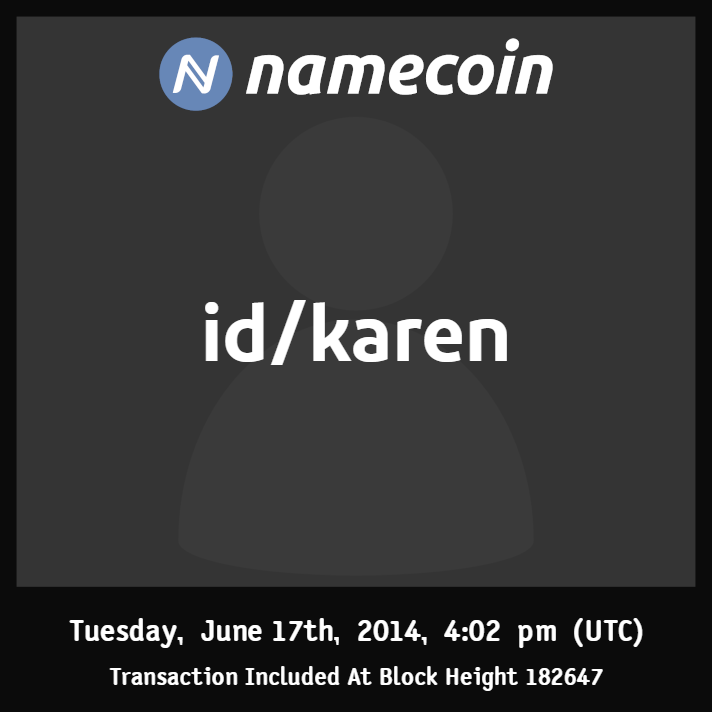 namecoin
id/karen
Tuesday, June 17th, 2014, 4:02 pm (UTC)
Transaction Included At Block Height 182647